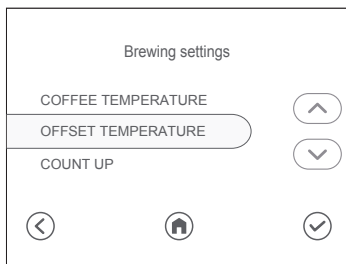 Brewing settings
COFFEE TEMPERATURE
OFFSET TEMPERATURE
COUNT UP